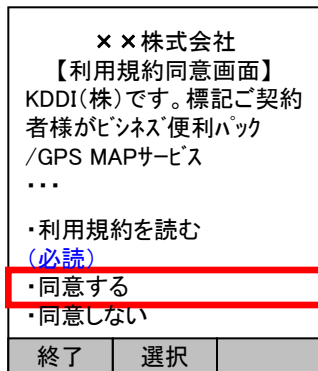 ××株式会社
【利用規約同意画面】
KDDI(株)です。標記ご契約
者様がﾋﾞｼﾞﾈｽﾞ便利ﾊﾟｯｸ
/GPS MAPｻｰﾋﾞｽ
・・・
・利用規約を読む
(必読)
・同意する
・同意しない
終了 選択